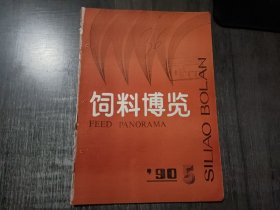 饲料博览
FEED PANORAMA
'90 5
SILIAO BOLAN